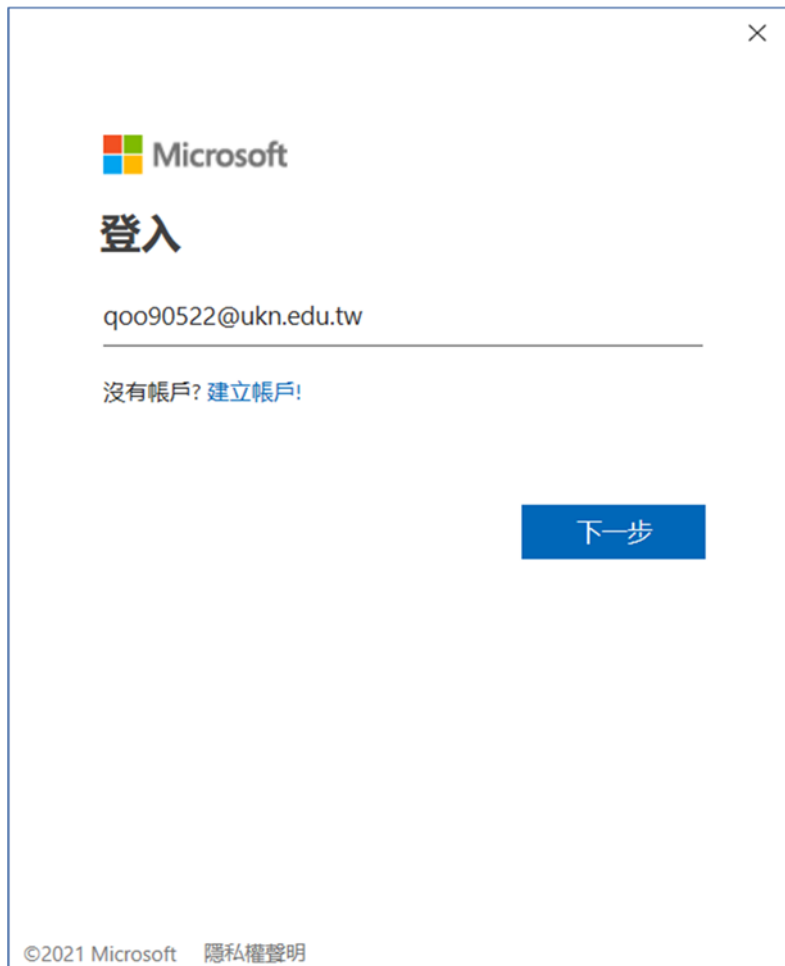 Microsoft
登入
qoo90522@ukn.edu.tw
沒有帳戶? 建立帳戶!
下一步
©2021 Microsoft 隱私權聲明